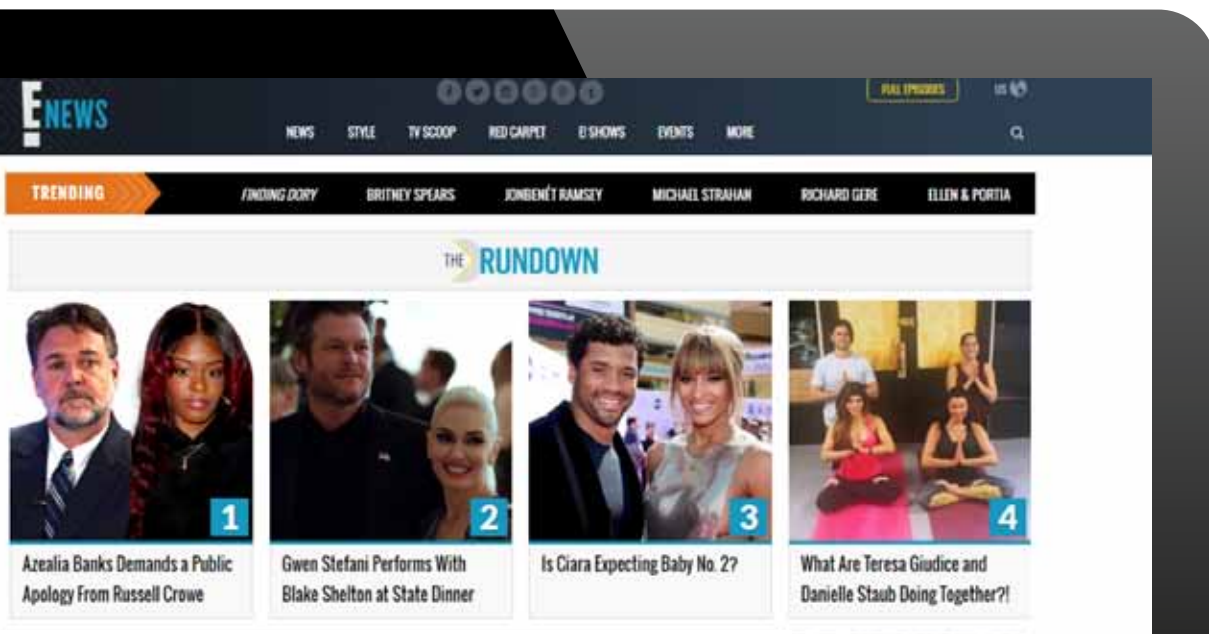 E NEWS
FULL EPISODES
US
NEWS STYLE TV SCOOP RED CARPET E! SHOWS EVENTS MORE
TRENDING FINDING DORY BRITNEY SPEARS JONBENÉT RAMSEY MICHAEL STRAHAN RICHARD GERE ELLEN & PORTIA
THE RUNDOWN
1
2
3
4
Azealia Banks Demands a Public
Apology From Russell Crowe
Gwen Stefani Performs With
Blake Shelton at State Dinner
Is Ciara Expecting Baby No. 2?
What Are Teresa Giudice and
Danielle Staub Doing Together?!